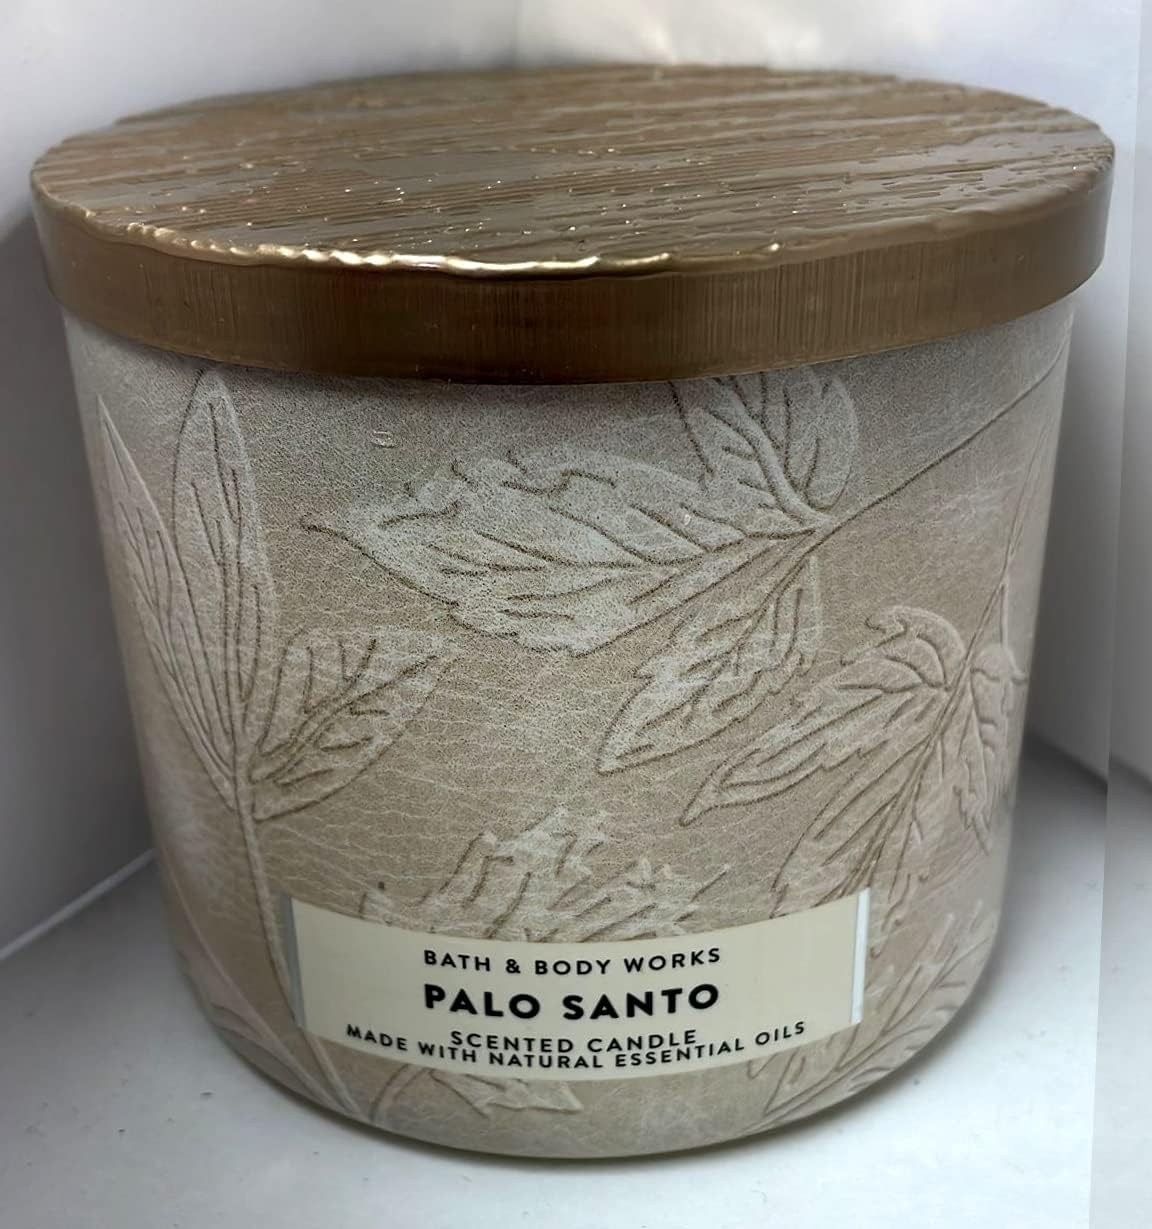 BATH & BODY WORKS
PALO SANTO
SCENTED CANDLE
MADE WITH NATURAL ESSENTIAL OILS